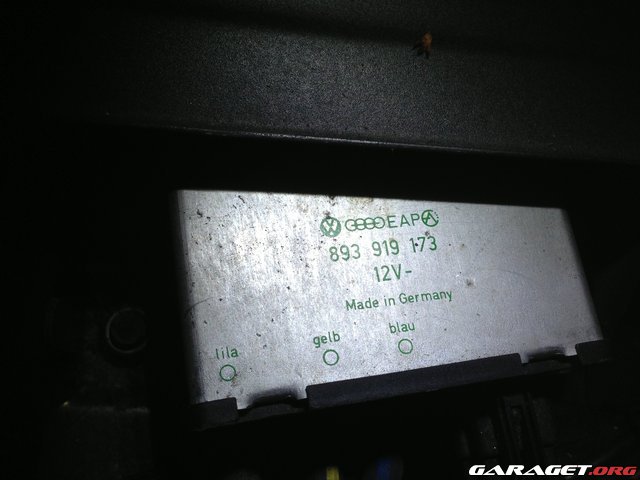 EAP
893 919 173
12V-
Made in Germany
lila gelb blau
GARAGET.ORG